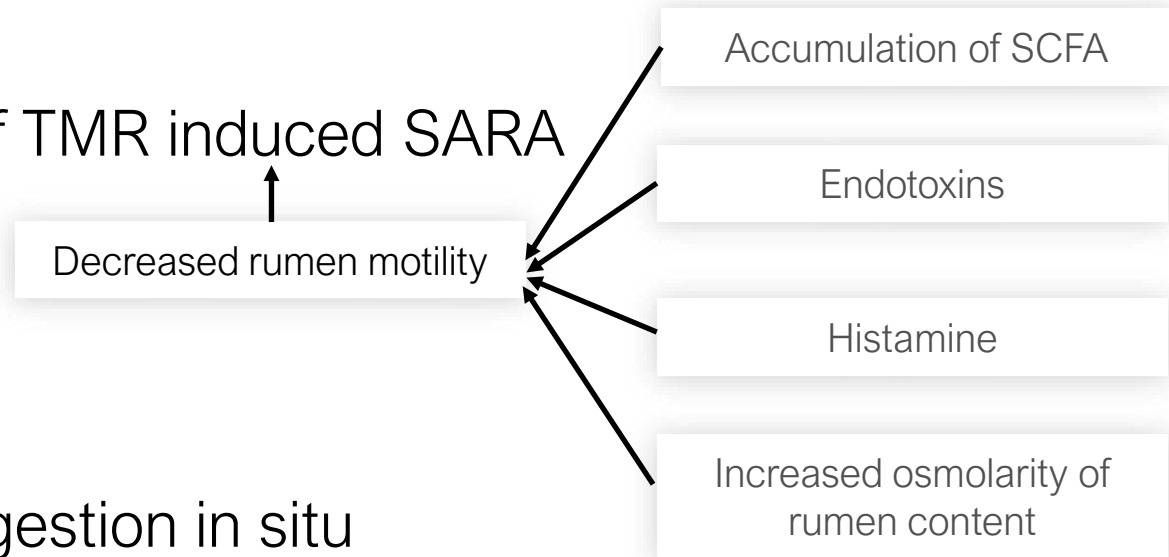 Accumulation of SCFA
f TMR induced SARA
Endotoxins
Decreased rumen motility
Histamine
Increased osmolarity of
rumen content
gestion in situ